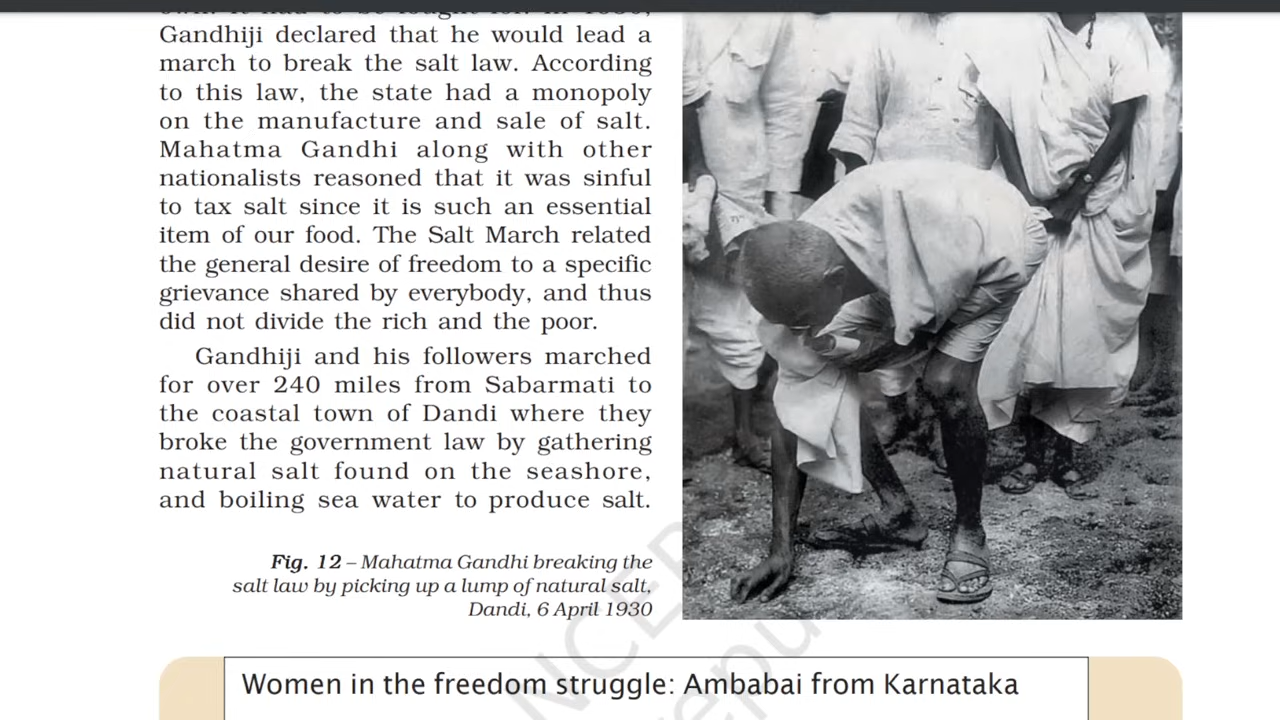 Gandhiji declared that he would lead a
march to break the salt law. According
to this law, the state had a monopoly
on the manufacture and sale of salt.
Mahatma Gandhi along with other
nationalists reasoned that it was sinful
to tax salt since it is such an essential
item of our food. The Salt March related
the general desire of freedom to a specific
grievance shared by everybody, and thus
did not divide the rich and the poor.
Gandhiji and his followers marched
for over 240 miles from Sabarmati to
the coastal town of Dandi where they
broke the government law by gathering
natural salt found on the seashore,
and boiling sea water to produce salt.
Fig. 12 – Mahatma Gandhi breaking the
salt law by picking up a lump of natural salt,
Dandi, 6 April 1930
Women in the freedom struggle: Ambabai from Karnataka